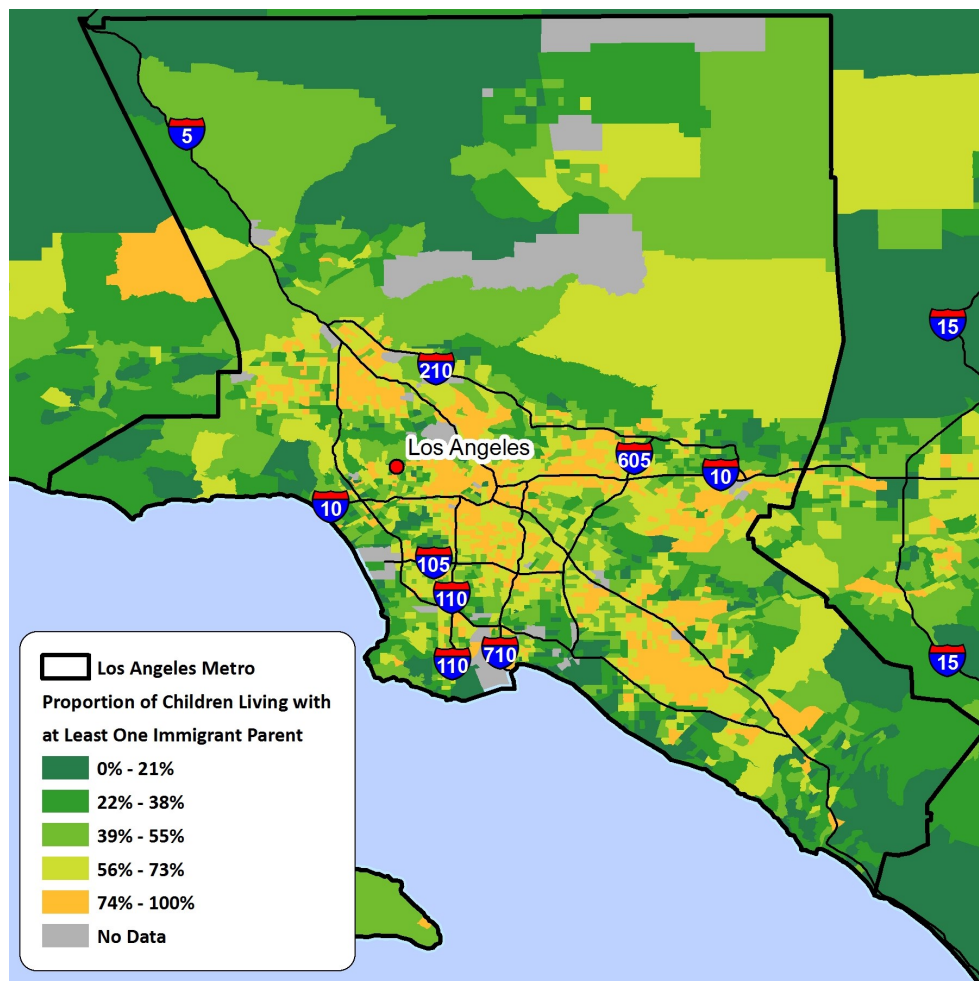 5
15
210
Los Angeles
605
10
10
105
110
110
710
15
Los Angeles Metro
Proportion of Children Living with
at Least One Immigrant Parent
0% - 21%
22% - 38%
39% - 55%
56% - 73%
74% - 100%
No Data